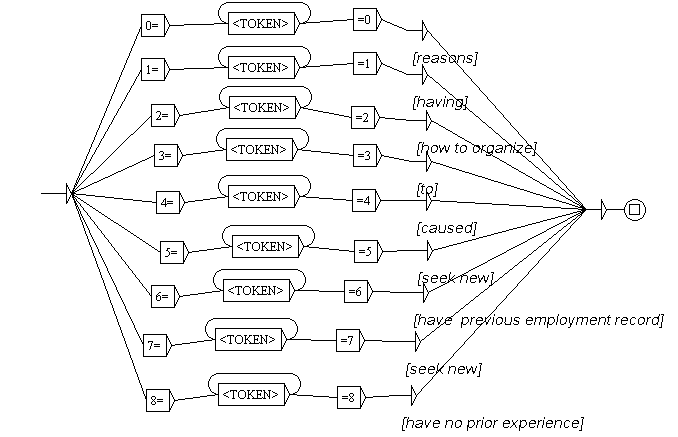 0= <TOKEN> =0
[reasons]
1= <TOKEN> =1
[having]
2= <TOKEN> =2
[how to organize]
3= <TOKEN> =3
[to]
4= <TOKEN> =4
[caused]
5= <TOKEN> =5
[seek new]
6= <TOKEN> =6
[have previous employment record]
7= <TOKEN> =7
[seek new]
8= <TOKEN> =8
[have no prior experience]